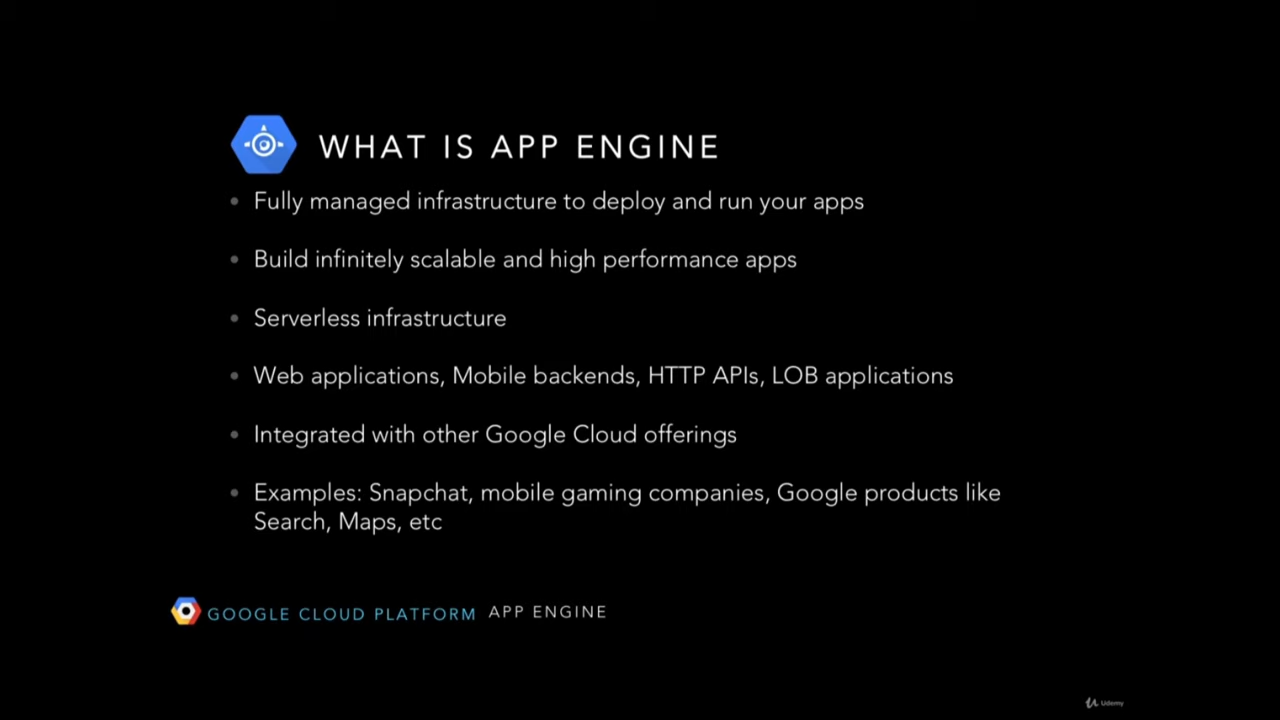 WHAT IS APP ENGINE
Fully managed infrastructure to deploy and run your apps
Build infinitely scalable and high performance apps
Serverless infrastructure
Web applications, Mobile backends, HTTP APIs, LOB applications
Integrated with other Google Cloud offerings
Examples: Snapchat, mobile gaming companies, Google products like
Search, Maps, etc
GOOGLE CLOUD PLATFORM APP ENGINE
Udemy